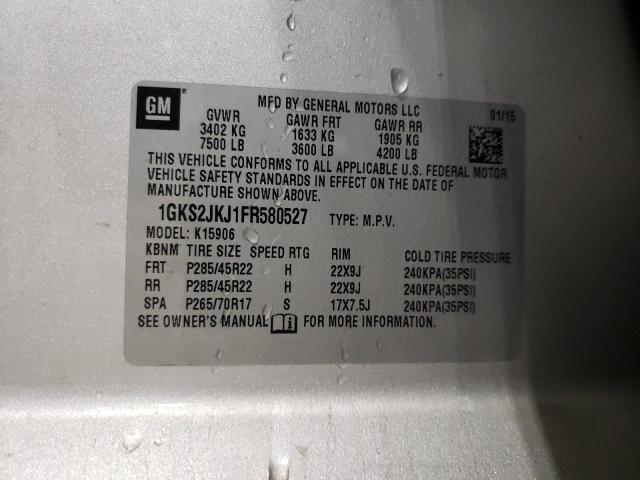 GM®
MFD BY GENERAL MOTORS LLC
01/15
GVWR GAWR FRT GAWR RR
3402 KG 1633 KG 1905 KG
7500 LB 3600 LB 4200 LB
THIS VEHICLE CONFORMS TO ALL APPLICABLE U.S. FEDERAL MOTOR
VEHICLE SAFETY STANDARDS IN EFFECT ON THE DATE OF
MANUFACTURE SHOWN ABOVE.
1GKS2JKJ1FR580527 TYPE: M.P.V.
MODEL: K15906
KBNM TIRE SIZE SPEED RTG RIM COLD TIRE PRESSURE
FRT P285/45R22 H 22X9J 240KPA(35PSI)
RR P285/45R22 H 22X9J 240KPA(35PSI)
SPA P265/70R17 S 17X7.5J 240KPA(35PSI)
SEE OWNER'S MANUAL FOR MORE INFORMATION.